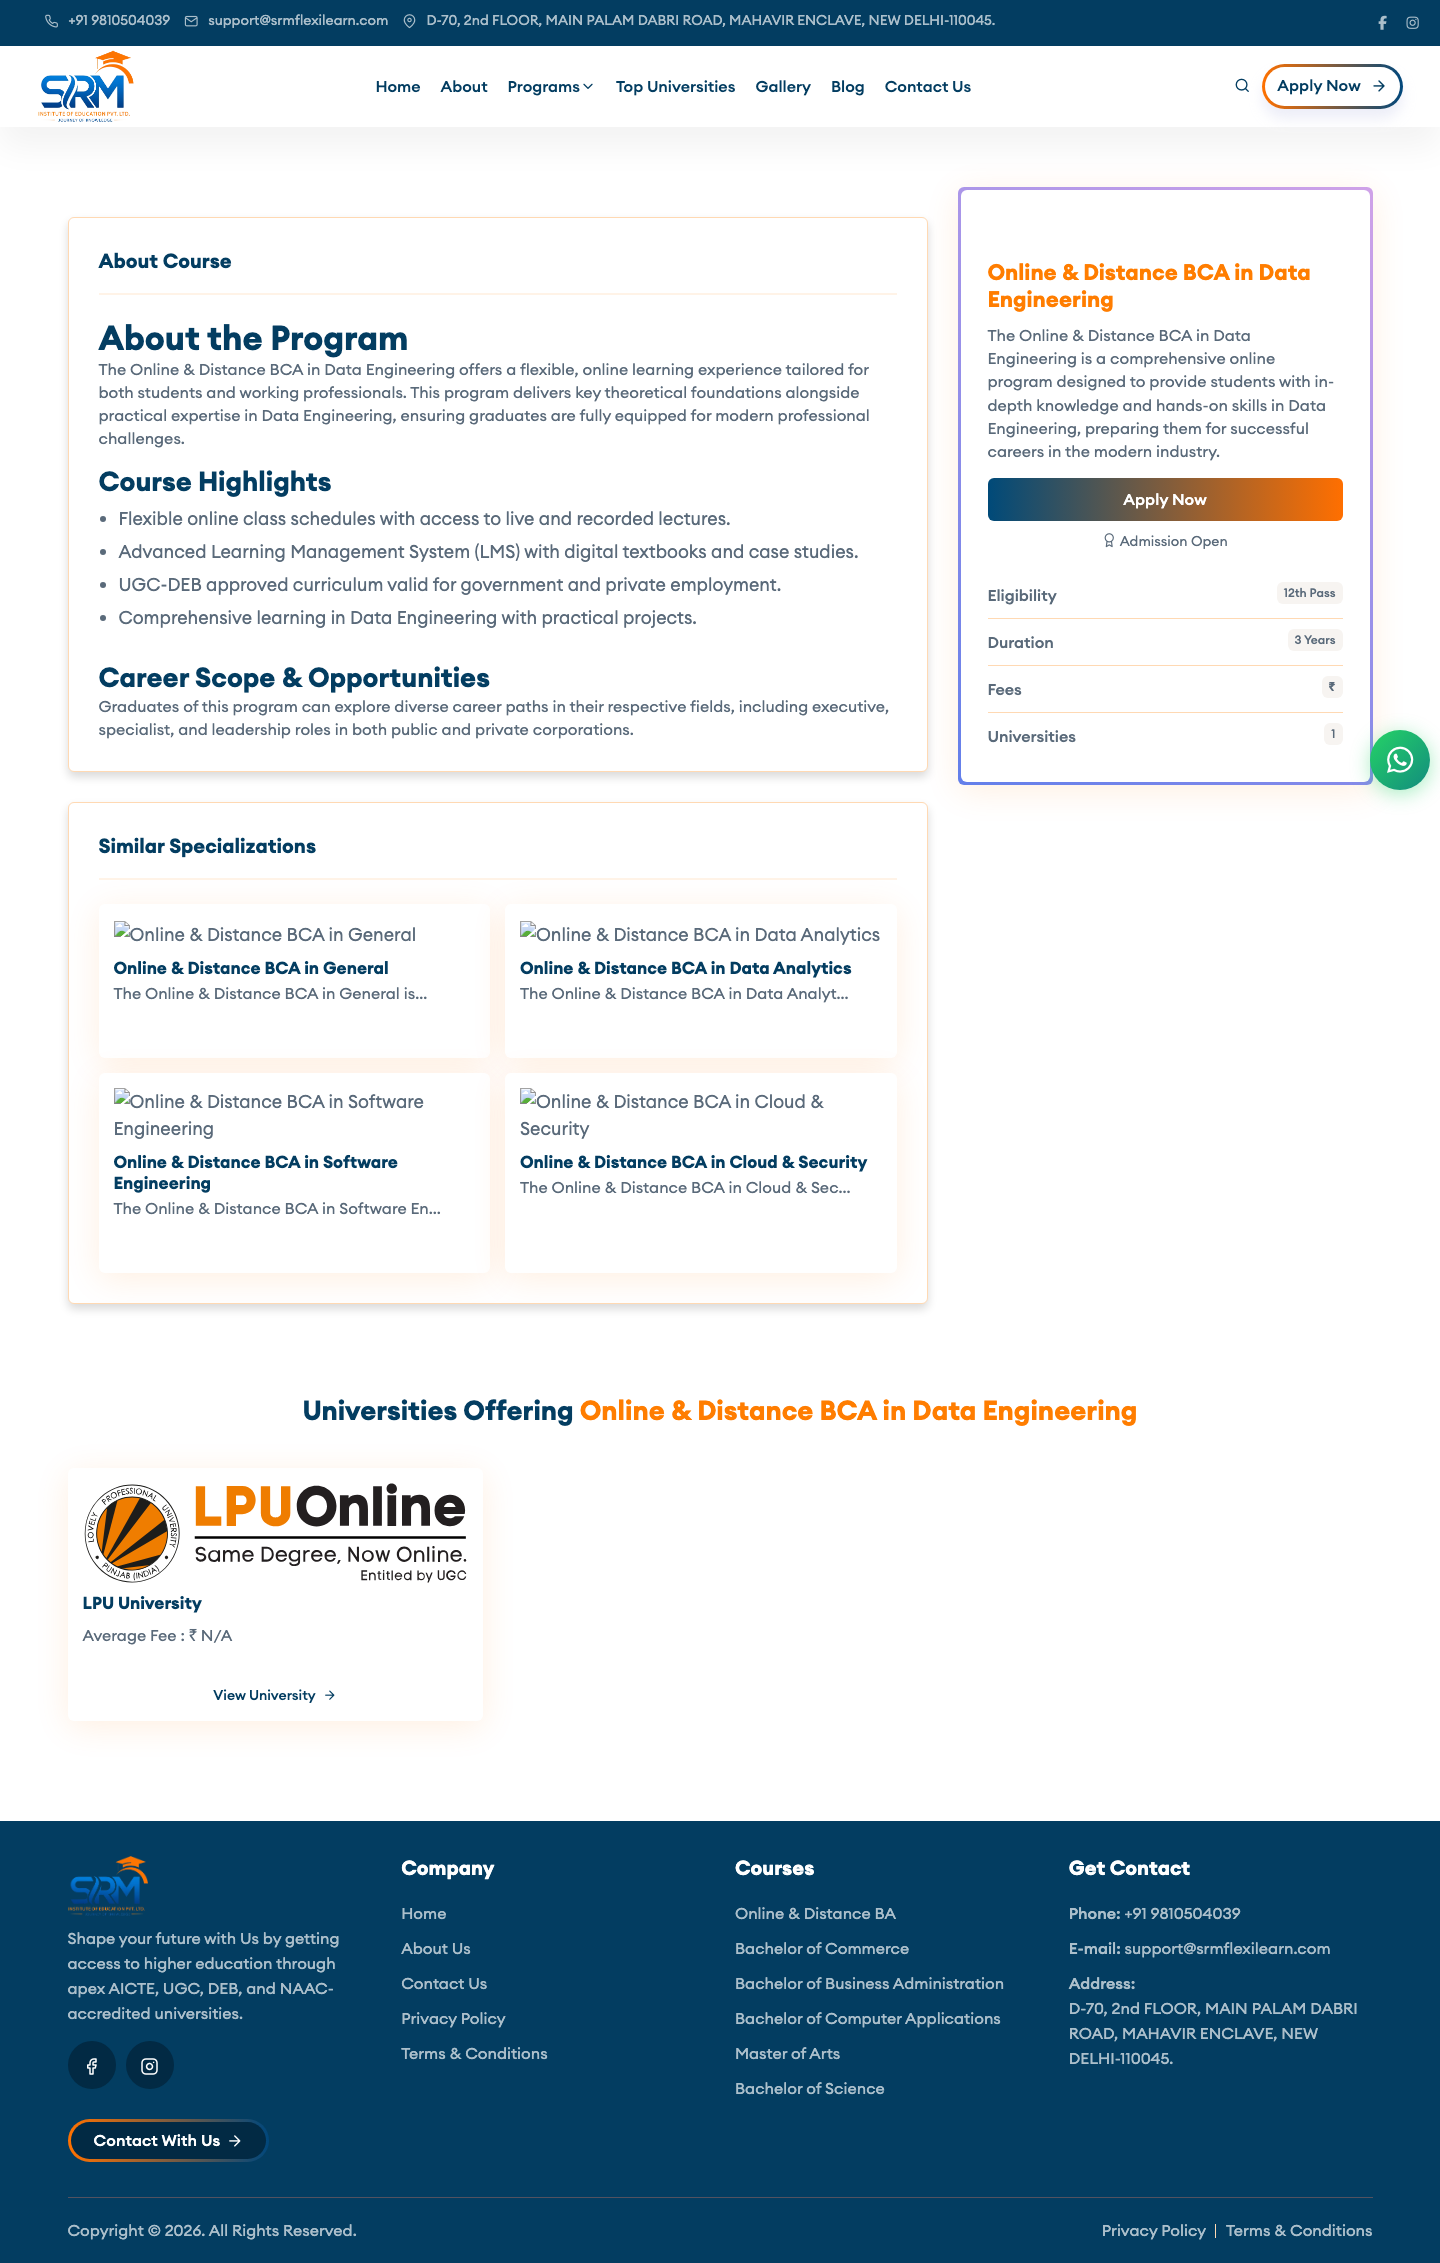 +91 9810504039 support@srmflexilearn.com D-70, 2nd FLOOR, MAIN PALAM DABRI ROAD, MAHAVIR ENCLAVE, NEW DELHI-110045.
SRM
INSTITUTE OF EDUCATION PVT. LTD.
JOURNEY OF KNOWLEDGE
Home About Programs Top Universities Gallery Blog Contact Us
Apply Now
About Course
About the Program
The Online & Distance BCA in Data Engineering offers a flexible, online learning experience tailored for
both students and working professionals. This program delivers key theoretical foundations alongside
practical expertise in Data Engineering, ensuring graduates are fully equipped for modern professional
challenges.
Course Highlights
• Flexible online class schedules with access to live and recorded lectures.
• Advanced Learning Management System (LMS) with digital textbooks and case studies.
• UGC-DEB approved curriculum valid for government and private employment.
• Comprehensive learning in Data Engineering with practical projects.
Career Scope & Opportunities
Graduates of this program can explore diverse career paths in their respective fields, including executive,
specialist, and leadership roles in both public and private corporations.
Online & Distance BCA in Data
Engineering
The Online & Distance BCA in Data
Engineering is a comprehensive online
program designed to provide students with in-
depth knowledge and hands-on skills in Data
Engineering, preparing them for successful
careers in the modern industry.
Apply Now
Admission Open
Eligibility 12th Pass
Duration 3 Years
Fees ₹
Universities 1
Similar Specializations
Online & Distance BCA in General
Online & Distance BCA in General
The Online & Distance BCA in General is...
Online & Distance BCA in Data Analytics
Online & Distance BCA in Data Analytics
The Online & Distance BCA in Data Analyt...
Online & Distance BCA in Software
Engineering
Online & Distance BCA in Software
Engineering
The Online & Distance BCA in Software En...
Online & Distance BCA in Cloud &
Security
Online & Distance BCA in Cloud & Security
The Online & Distance BCA in Cloud & Sec...
Universities Offering Online & Distance BCA in Data Engineering
LOVELY PROFESSIONAL UNIVERSITY
PUNJAB (INDIA)
LPUOnline
Same Degree, Now Online.
Entitled by UGC
LPU University
Average Fee : ₹ N/A
View University
SRM
INSTITUTE OF EDUCATION PVT. LTD.
Shape your future with Us by getting
access to higher education through
apex AICTE, UGC, DEB, and NAAC-
accredited universities.
Contact With Us
Company
Home
About Us
Contact Us
Privacy Policy
Terms & Conditions
Courses
Online & Distance BA
Bachelor of Commerce
Bachelor of Business Administration
Bachelor of Computer Applications
Master of Arts
Bachelor of Science
Get Contact
Phone: +91 9810504039
E-mail: support@srmflexilearn.com
Address:
D-70, 2nd FLOOR, MAIN PALAM DABRI
ROAD, MAHAVIR ENCLAVE, NEW
DELHI-110045.
Copyright © 2026. All Rights Reserved.
Privacy Policy | Terms & Conditions